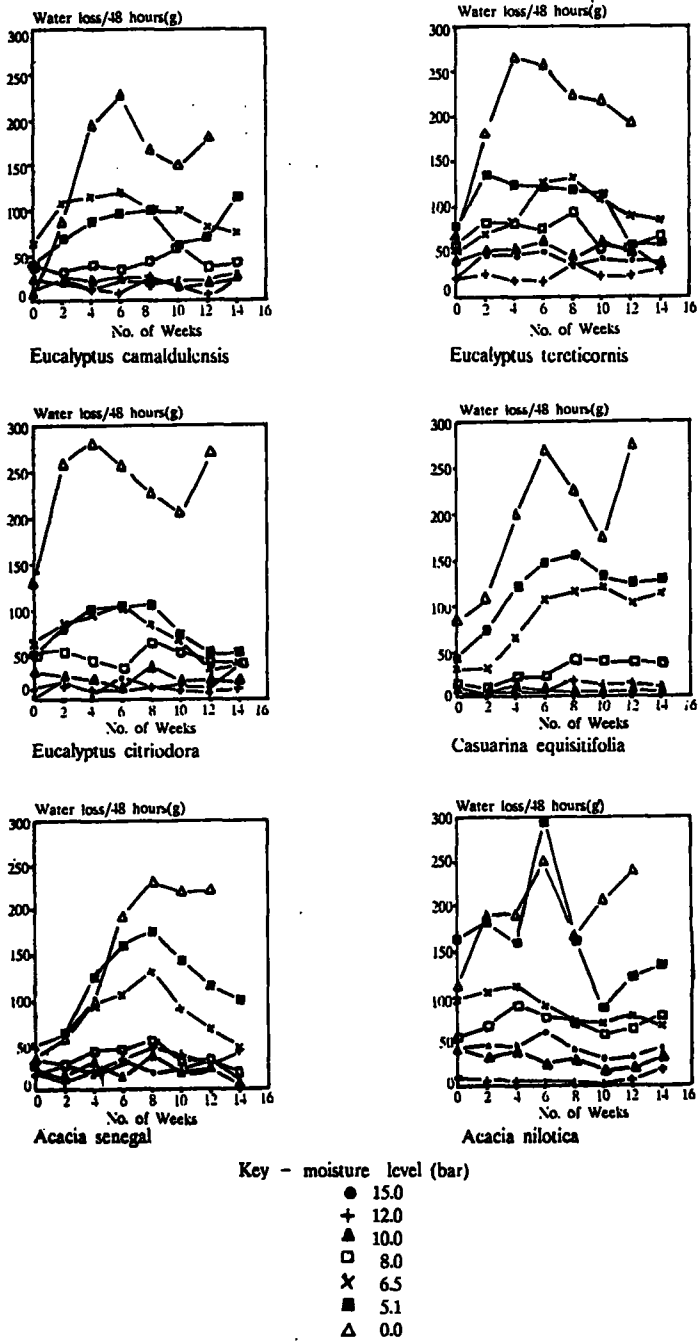 Water loss/48 hours(g)
300
250
200
150
100
50
0
0 2 4 6 8 10 12 14 16
No. of Weeks
Eucalyptus camaldulensis
Water loss/48 hours(g)
300
250
200
150
100
50
0
0 2 4 6 8 10 12 14 16
No. of Weeks
Eucalyptus tereticornis
Water loss/48 hours(g)
300
250
200
150
100
50
0
0 2 4 6 8 10 12 14 16
No. of Weeks
Eucalyptus citriodora
Water loss/48 hours(g)
300
250
200
150
100
50
0
0 2 4 6 8 10 12 14 16
No. of Weeks
Casuarina equisitifolia
Water loss/48 hours(g)
300
250
200
150
100
50
0
0 2 4 6 8 10 12 14 16
No. of Weeks
Acacia senegal
Water loss/48 hours(g)
300
250
200
150
100
50
0
0 2 4 6 8 10 12 14 16
No. of Weeks
Acacia nilotica
Key - moisture level (bar)
15.0
12.0
10.0
8.0
6.5
5.1
0.0